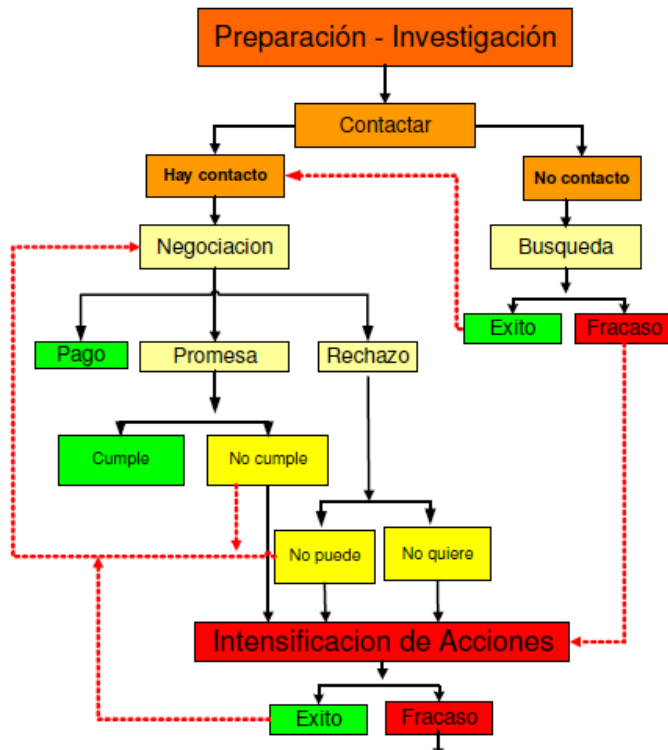 Preparación - Investigación
Contactar
Hay contacto
No contacto
Negociacion
Busqueda
Exito
Fracaso
Pago
Promesa
Rechazo
Cumple
No cumple
No puede
No quiere
Intensificacion de Acciones
Exito
Fracaso